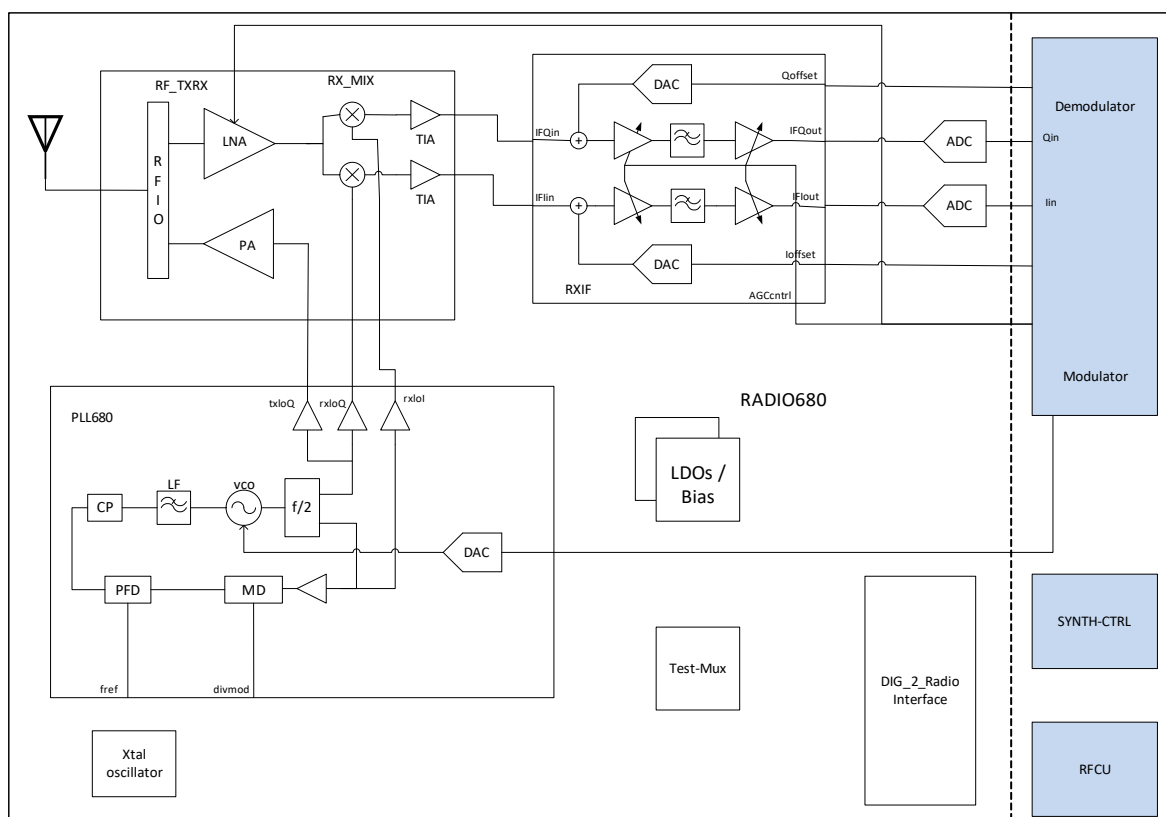 RF_TXRX
RX_MIX
R
F
I
O
LNA
PA
TIA
TIA
IFQin
IFIin
DAC
DAC
RXIF
Qoffset
IFQout
IFIout
Ioffset
AGCcntrl
ADC
ADC
Demodulator
Qin
Iin
Modulator
PLL680
txloQ
rxloQ
rxloI
CP
LF
vco
f/2
PFD
MD
DAC
fref
divmod
RADIO680
LDOs /
Bias
Test-Mux
DIG_2_Radio
Interface
SYNTH-CTRL
RFCU
Xtal
oscillator